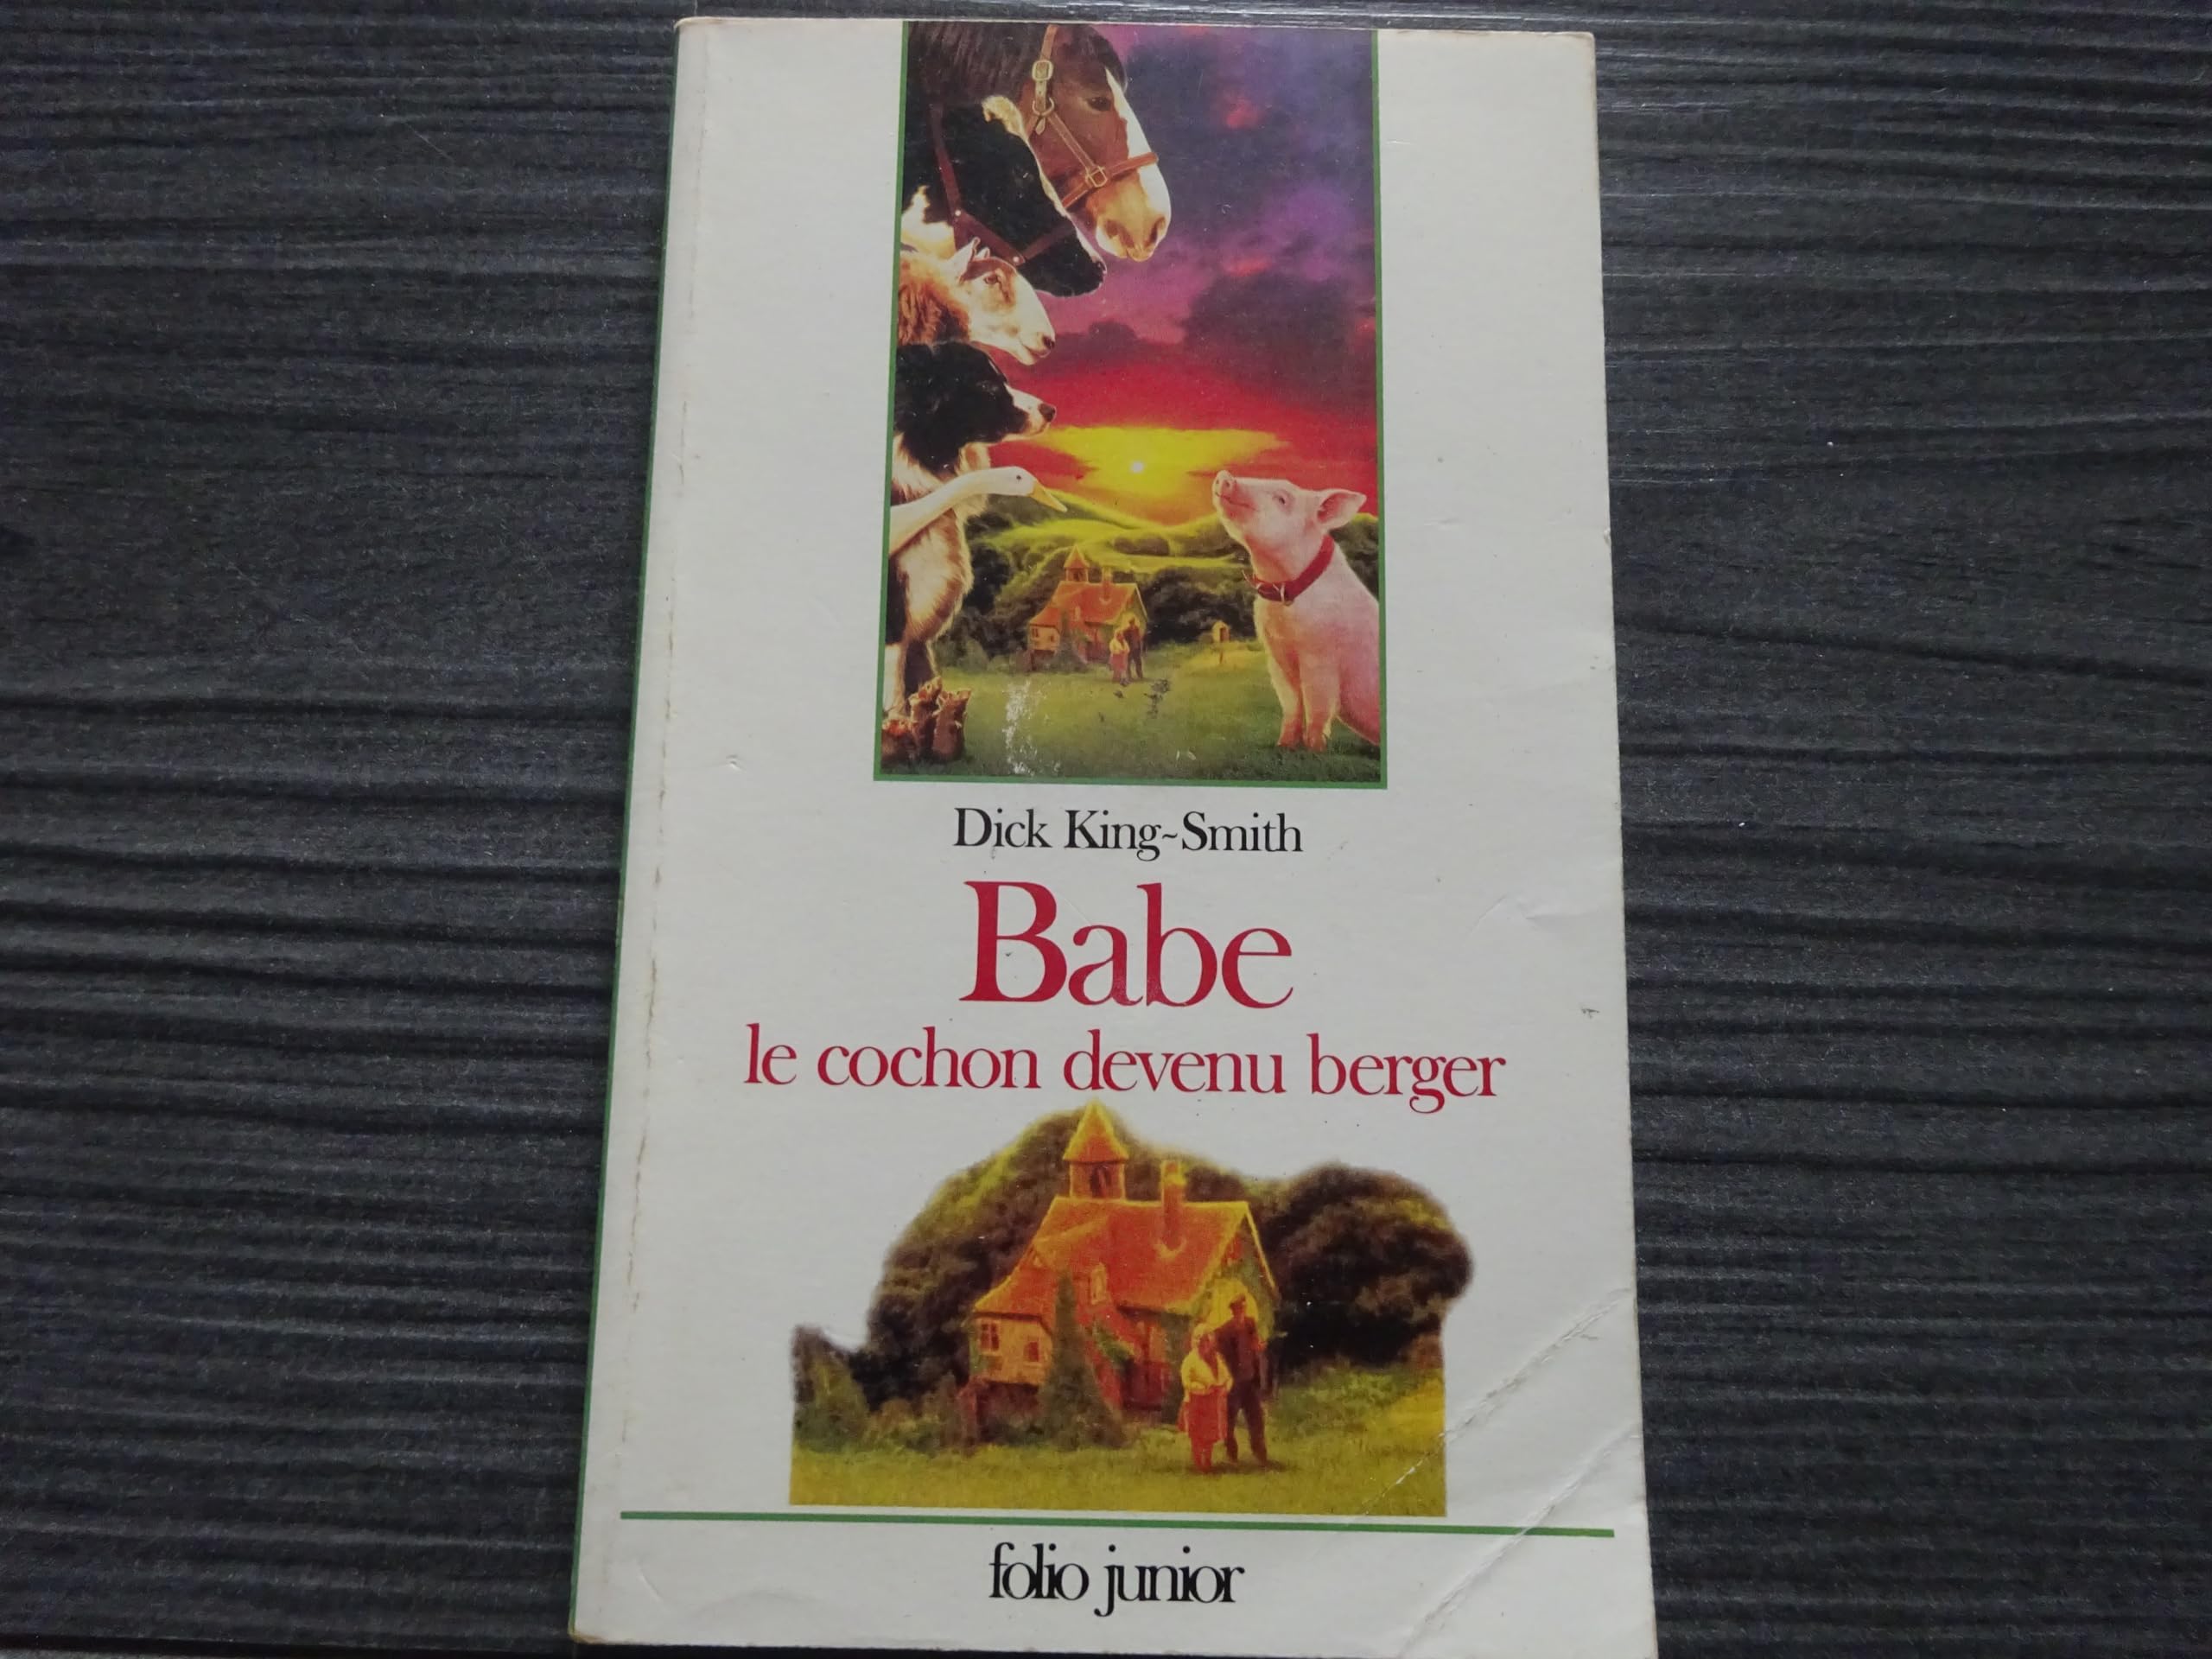 Dick King~Smith
Babe
le cochon devenu berger
folio junior